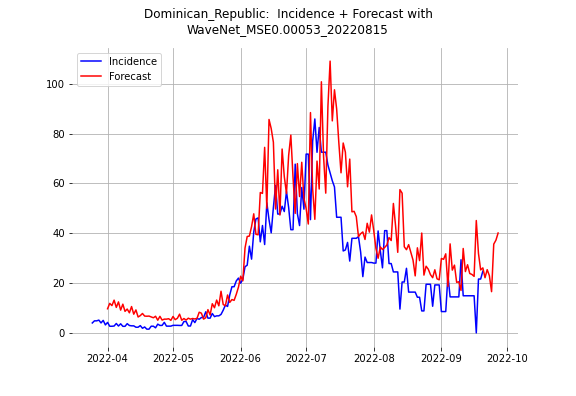 Dominican_Republic:  Incidence + Forecast with
WaveNet_MSE0.00053_20220815
Incidence
Forecast
100
80
60
40
20
0
2022-04 2022-05 2022-06 2022-07 2022-08 2022-09 2022-10